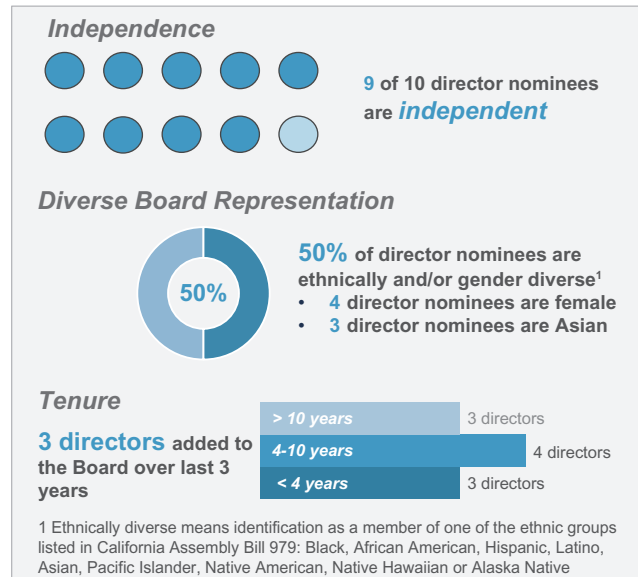 Independence
9 of 10 director nominees
are independent
Diverse Board Representation
50%
50% of director nominees are
ethnically and/or gender diverse1
• 4 director nominees are female
• 3 director nominees are Asian
Tenure
3 directors added to
the Board over last 3
years
> 10 years 3 directors
4-10 years 4 directors
< 4 years 3 directors
1 Ethnically diverse means identification as a member of one of the ethnic groups
listed in California Assembly Bill 979: Black, African American, Hispanic, Latino,
Asian, Pacific Islander, Native American, Native Hawaiian or Alaska Native